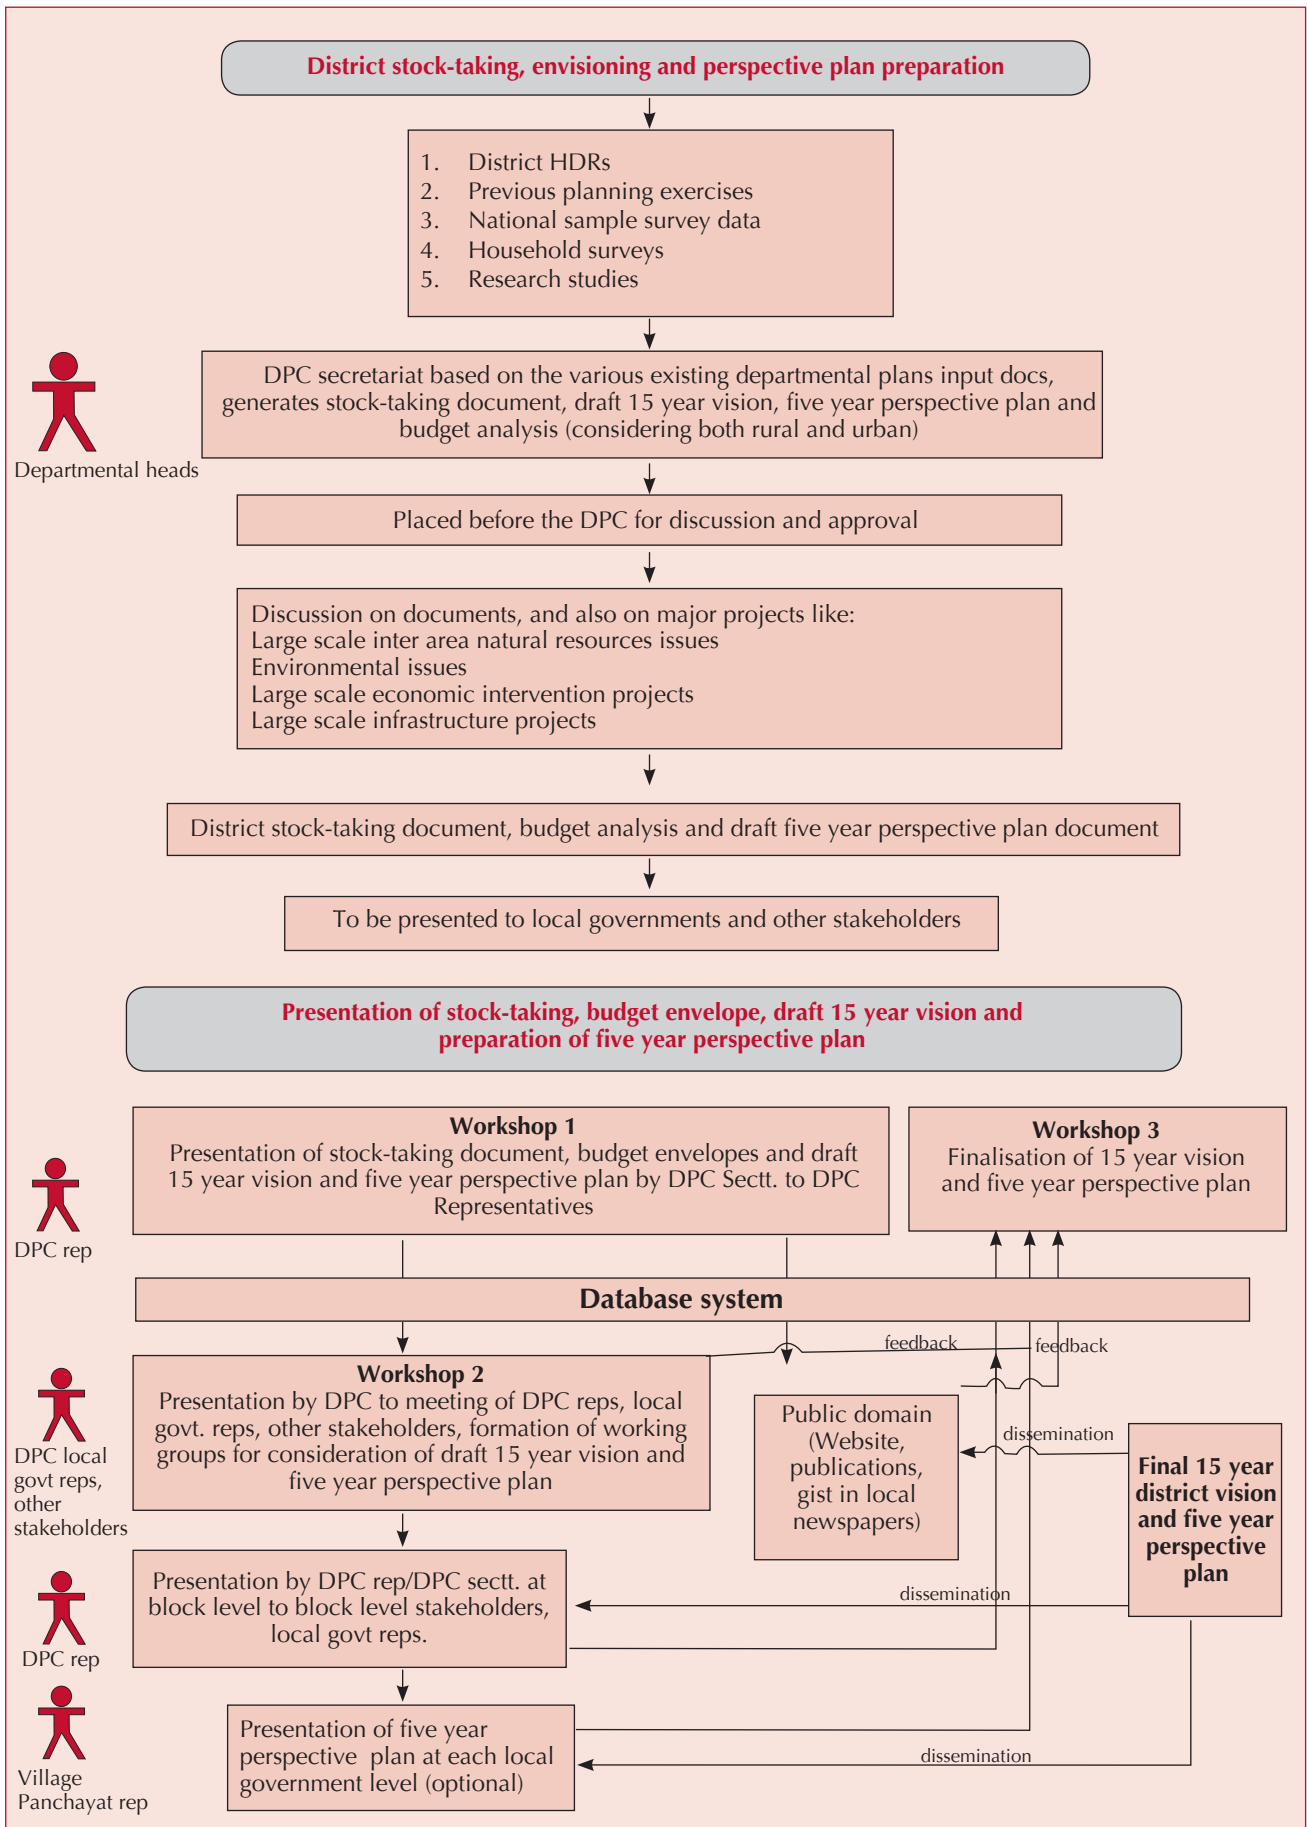 District stock-taking, envisioning and perspective plan preparation
1. District HDRs
2. Previous planning exercises
3. National sample survey data
4. Household surveys
5. Research studies
Departmental heads
DPC secretariat based on the various existing departmental plans input docs,
generates stock-taking document, draft 15 year vision, five year perspective plan and
budget analysis (considering both rural and urban)
Placed before the DPC for discussion and approval
Discussion on documents, and also on major projects like:
Large scale inter area natural resources issues
Environmental issues
Large scale economic intervention projects
Large scale infrastructure projects
District stock-taking document, budget analysis and draft five year perspective plan document
To be presented to local governments and other stakeholders
Presentation of stock-taking, budget envelope, draft 15 year vision and
preparation of five year perspective plan
DPC rep
Workshop 1
Presentation of stock-taking document, budget envelopes and draft
15 year vision and five year perspective plan by DPC Sectt. to DPC
Representatives
Workshop 3
Finalisation of 15 year vision
and five year perspective plan
Database system
feedback
feedback
DPC local
govt reps,
other
stakeholders
Workshop 2
Presentation by DPC to meeting of DPC reps, local
govt. reps, other stakeholders, formation of working
groups for consideration of draft 15 year vision and
five year perspective plan
Public domain
(Website,
publications,
gist in local
newspapers)
dissemination
Final 15 year
district vision
and five year
perspective
plan
DPC rep
Presentation by DPC rep/DPC sectt. at
block level to block level stakeholders,
local govt reps.
dissemination
Village
Panchayat rep
Presentation of five year
perspective plan at each local
government level (optional)
dissemination